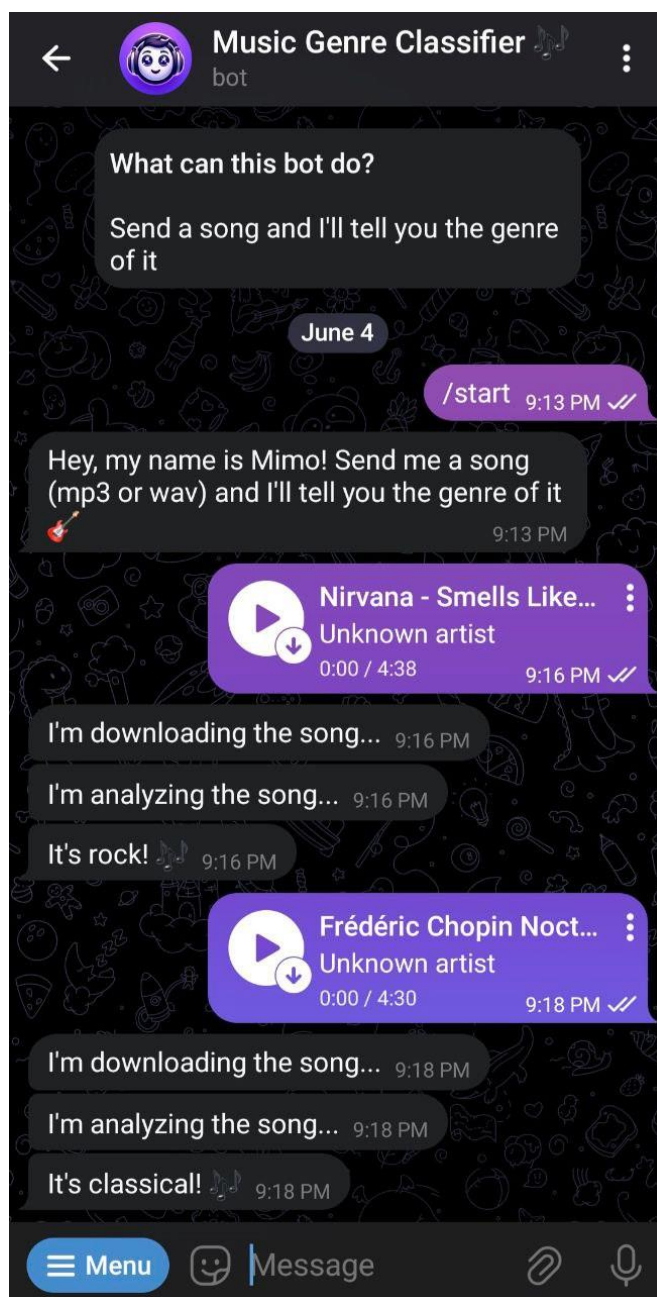 Music Genre Classifier 🎶
bot
What can this bot do?
Send a song and I'll tell you the genre
of it
June 4
/start 9:13 PM
Hey, my name is Mimo! Send me a song
(mp3 or wav) and I'll tell you the genre of it
🎸
9:13 PM
Nirvana - Smells Like...
Unknown artist
0:00 / 4:38 9:16 PM
I'm downloading the song... 9:16 PM
I'm analyzing the song... 9:16 PM
It's rock! 🎶 9:16 PM
Frédéric Chopin Noct...
Unknown artist
0:00 / 4:30 9:18 PM
I'm downloading the song... 9:18 PM
I'm analyzing the song... 9:18 PM
It's classical! 🎶 9:18 PM
Menu Message